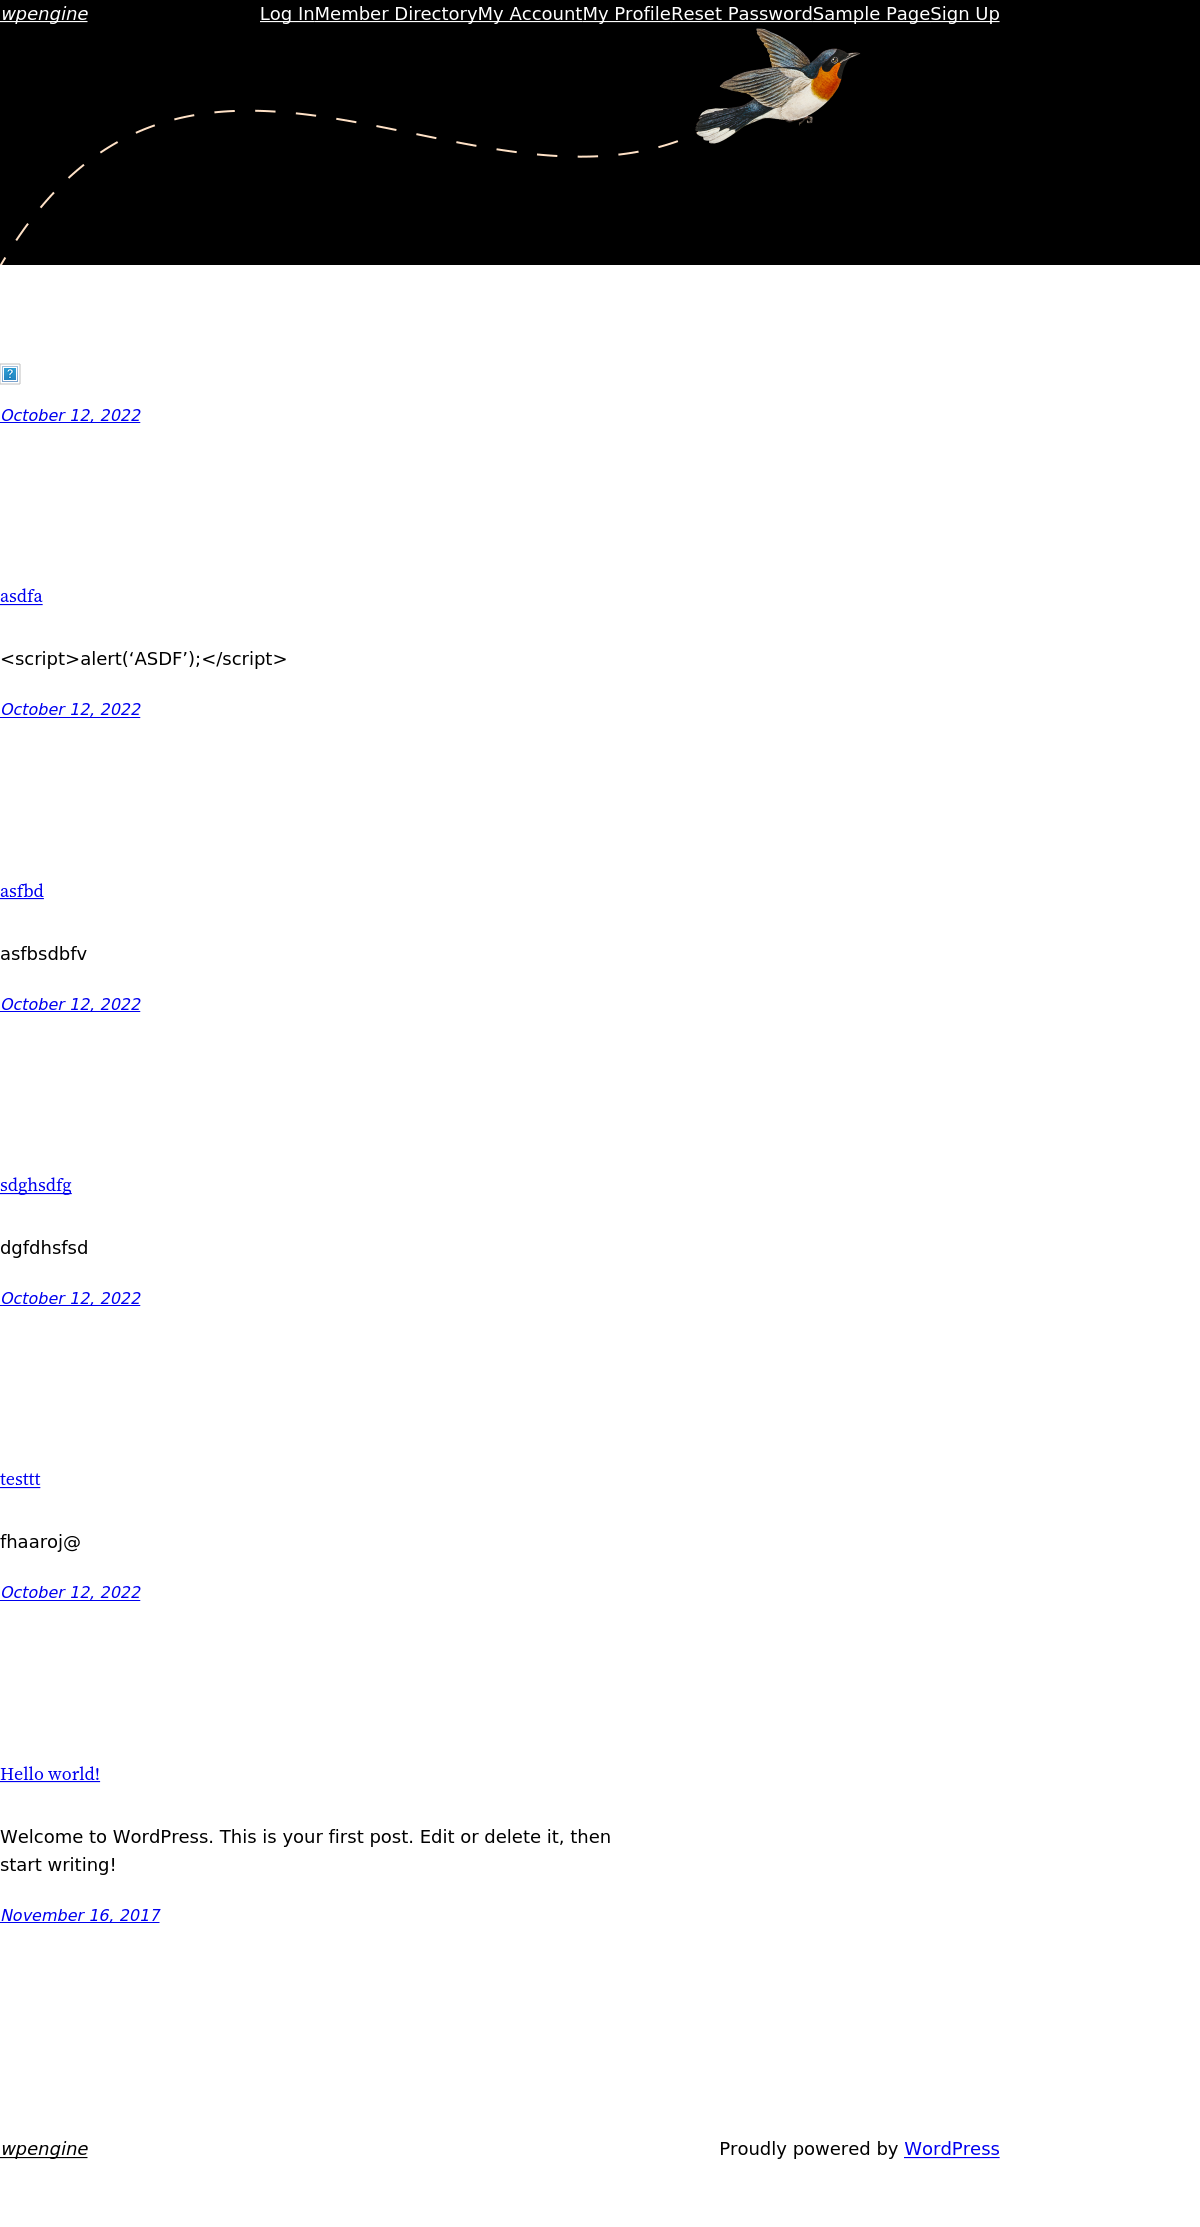 wpengine
Log InMember DirectoryMy AccountMy ProfileReset PasswordSample PageSign Up
October 12, 2022
asdfa
<script>alert(‘ASDF’);</script>
October 12, 2022
asfbd
asfbsdbfv
October 12, 2022
sdghsdfg
dgfdhsfsd
October 12, 2022
testtt
fhaaroj@
October 12, 2022
Hello world!
Welcome to WordPress. This is your first post. Edit or delete it, then
start writing!
November 16, 2017
wpengine
Proudly powered by WordPress